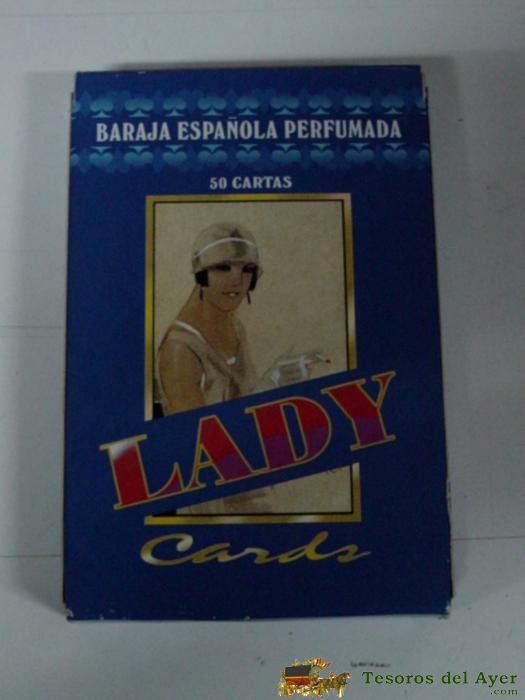 BARAJA ESPAÑOLA PERFUMADA
50 CARTAS
LADY
Cards
Tesoros del Ayer
.com